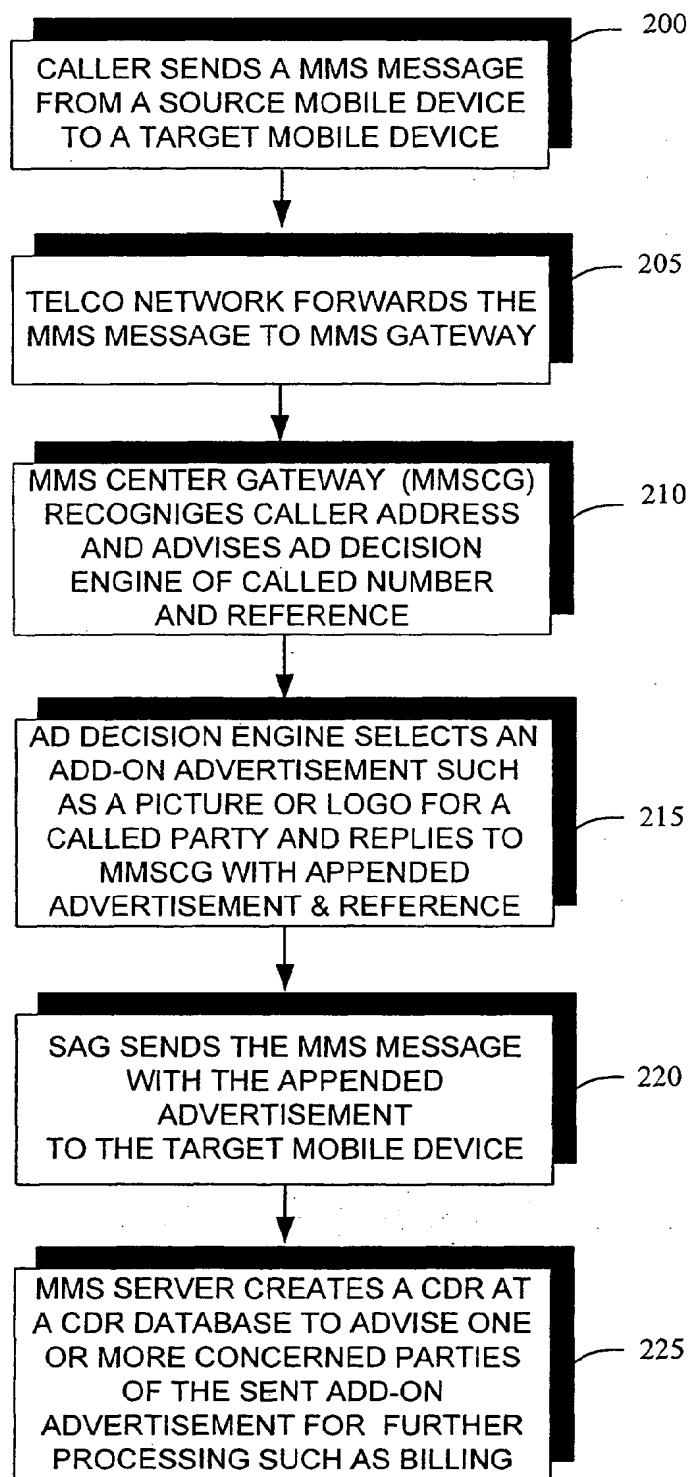 200
CALLER SENDS A MMS MESSAGE
FROM A SOURCE MOBILE DEVICE
TO A TARGET MOBILE DEVICE
205
TELCO NETWORK FORWARDS THE
MMS MESSAGE TO MMS GATEWAY
210
MMS CENTER GATEWAY (MMSCG)
RECOGNIGES CALLER ADDRESS
AND ADVISES AD DECISION
ENGINE OF CALLED NUMBER
AND REFERENCE
215
AD DECISION ENGINE SELECTS AN
ADD-ON ADVERTISEMENT SUCH
AS A PICTURE OR LOGO FOR A
CALLED PARTY AND REPLIES TO
MMSCG WITH APPENDED
ADVERTISEMENT & REFERENCE
220
SAG SENDS THE MMS MESSAGE
WITH THE APPENDED
ADVERTISEMENT
TO THE TARGET MOBILE DEVICE
225
MMS SERVER CREATES A CDR AT
A CDR DATABASE TO ADVISE ONE
OR MORE CONCERNED PARTIES
OF THE SENT ADD-ON
ADVERTISEMENT FOR FURTHER
PROCESSING SUCH AS BILLING